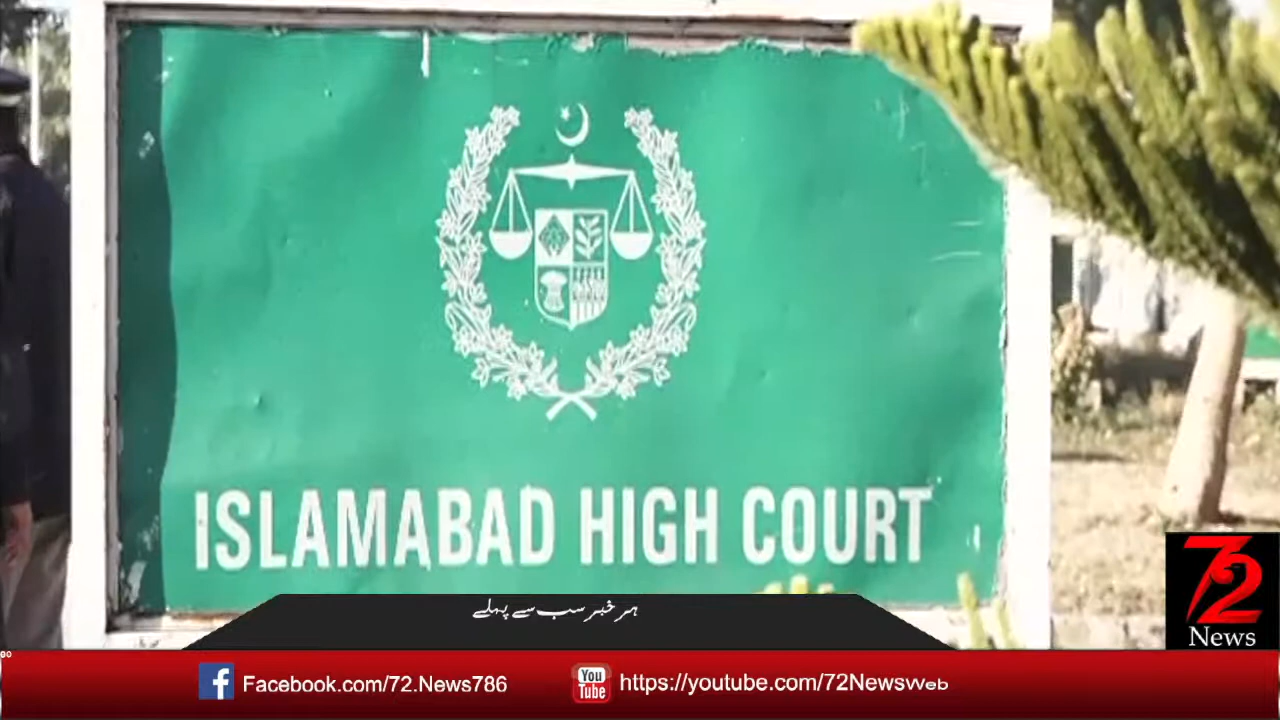 ISLAMABAD HIGH COURT
ہر خبر سب سے پہلے
72
News
Facebook.com/72.News786
You
Tube
https://youtube.com/72NewsWeb